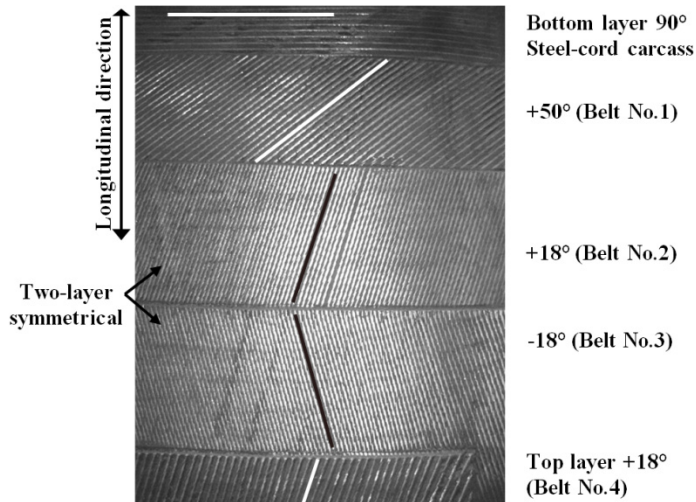 Bottom layer 90°
Steel-cord carcass
Longitudinal direction
+50° (Belt No.1)
+18° (Belt No.2)
Two-layer
symmetrical
-18° (Belt No.3)
Top layer +18°
(Belt No.4)